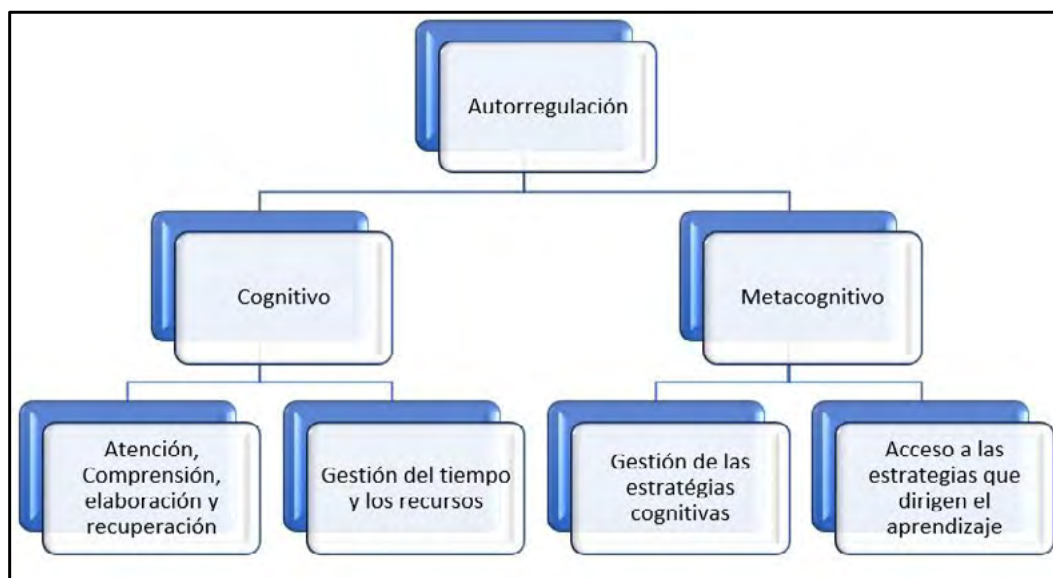 Autorregulación
Cognitivo
Metacognitivo
Atención,
Comprensión,
elaboración y
recuperación
Gestión del tiempo
y los recursos
Gestión de las
estratégias
cognitivas
Acceso a las
estrategias que
dirigen el
aprendizaje